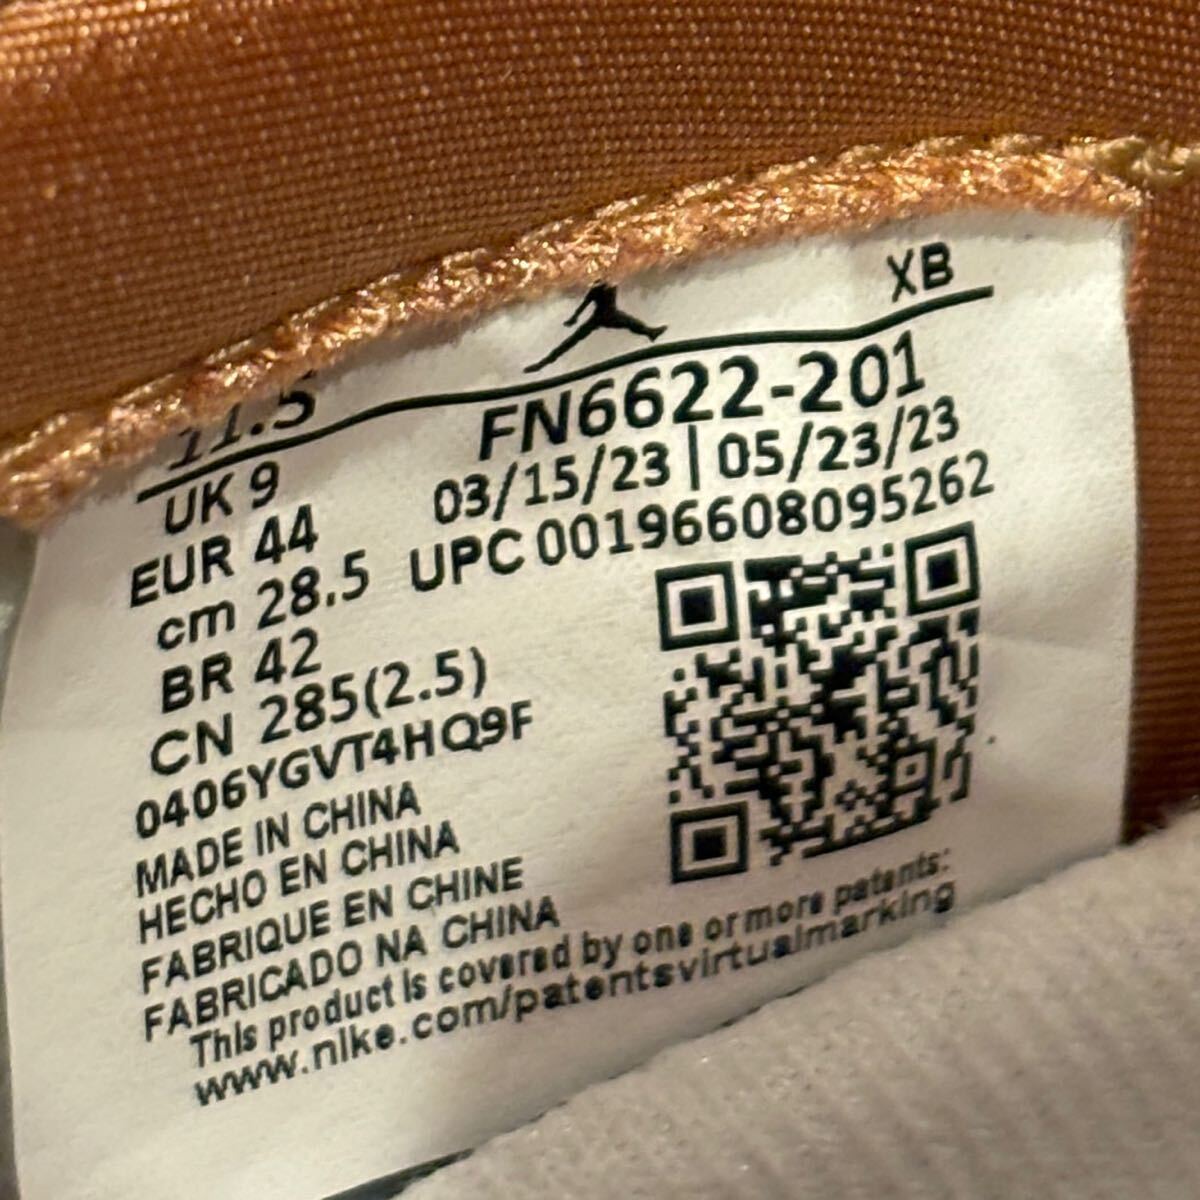 XB
11.5
FN6622-201
UK 9
03/15/23 | 05/23/23
EUR 44
UPC 00196608095262
cm 28.5
BR 42
CN 285(2.5)
0406YGVT4HQ9F
MADE IN CHINA
HECHO EN CHINA
FABRIQUE EN CHINE
FABRICADO NA CHINA
This product is covered by one or more patents:
www.nike.com/patentsvirtualmarking